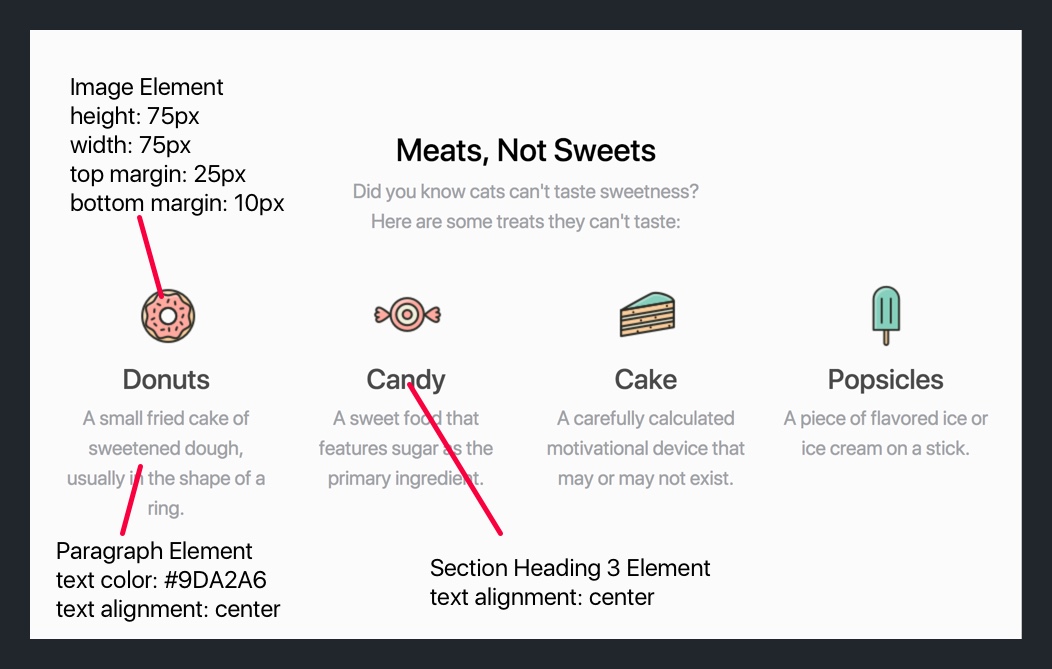 Image Element
height: 75px
width: 75px
top margin: 25px
bottom margin: 10px
Meats, Not Sweets
Did you know cats can't taste sweetness?
Here are some treats they can't taste:
Donuts
A small fried cake of
sweetened dough,
usually in the shape of a
ring.
Candy
A sweet food that
features sugar as the
primary ingredient.
Cake
A carefully calculated
motivational device that
may or may not exist.
Popsicles
A piece of flavored ice or
ice cream on a stick.
Paragraph Element
text color: #9DA2A6
text alignment: center
Section Heading 3 Element
text alignment: center